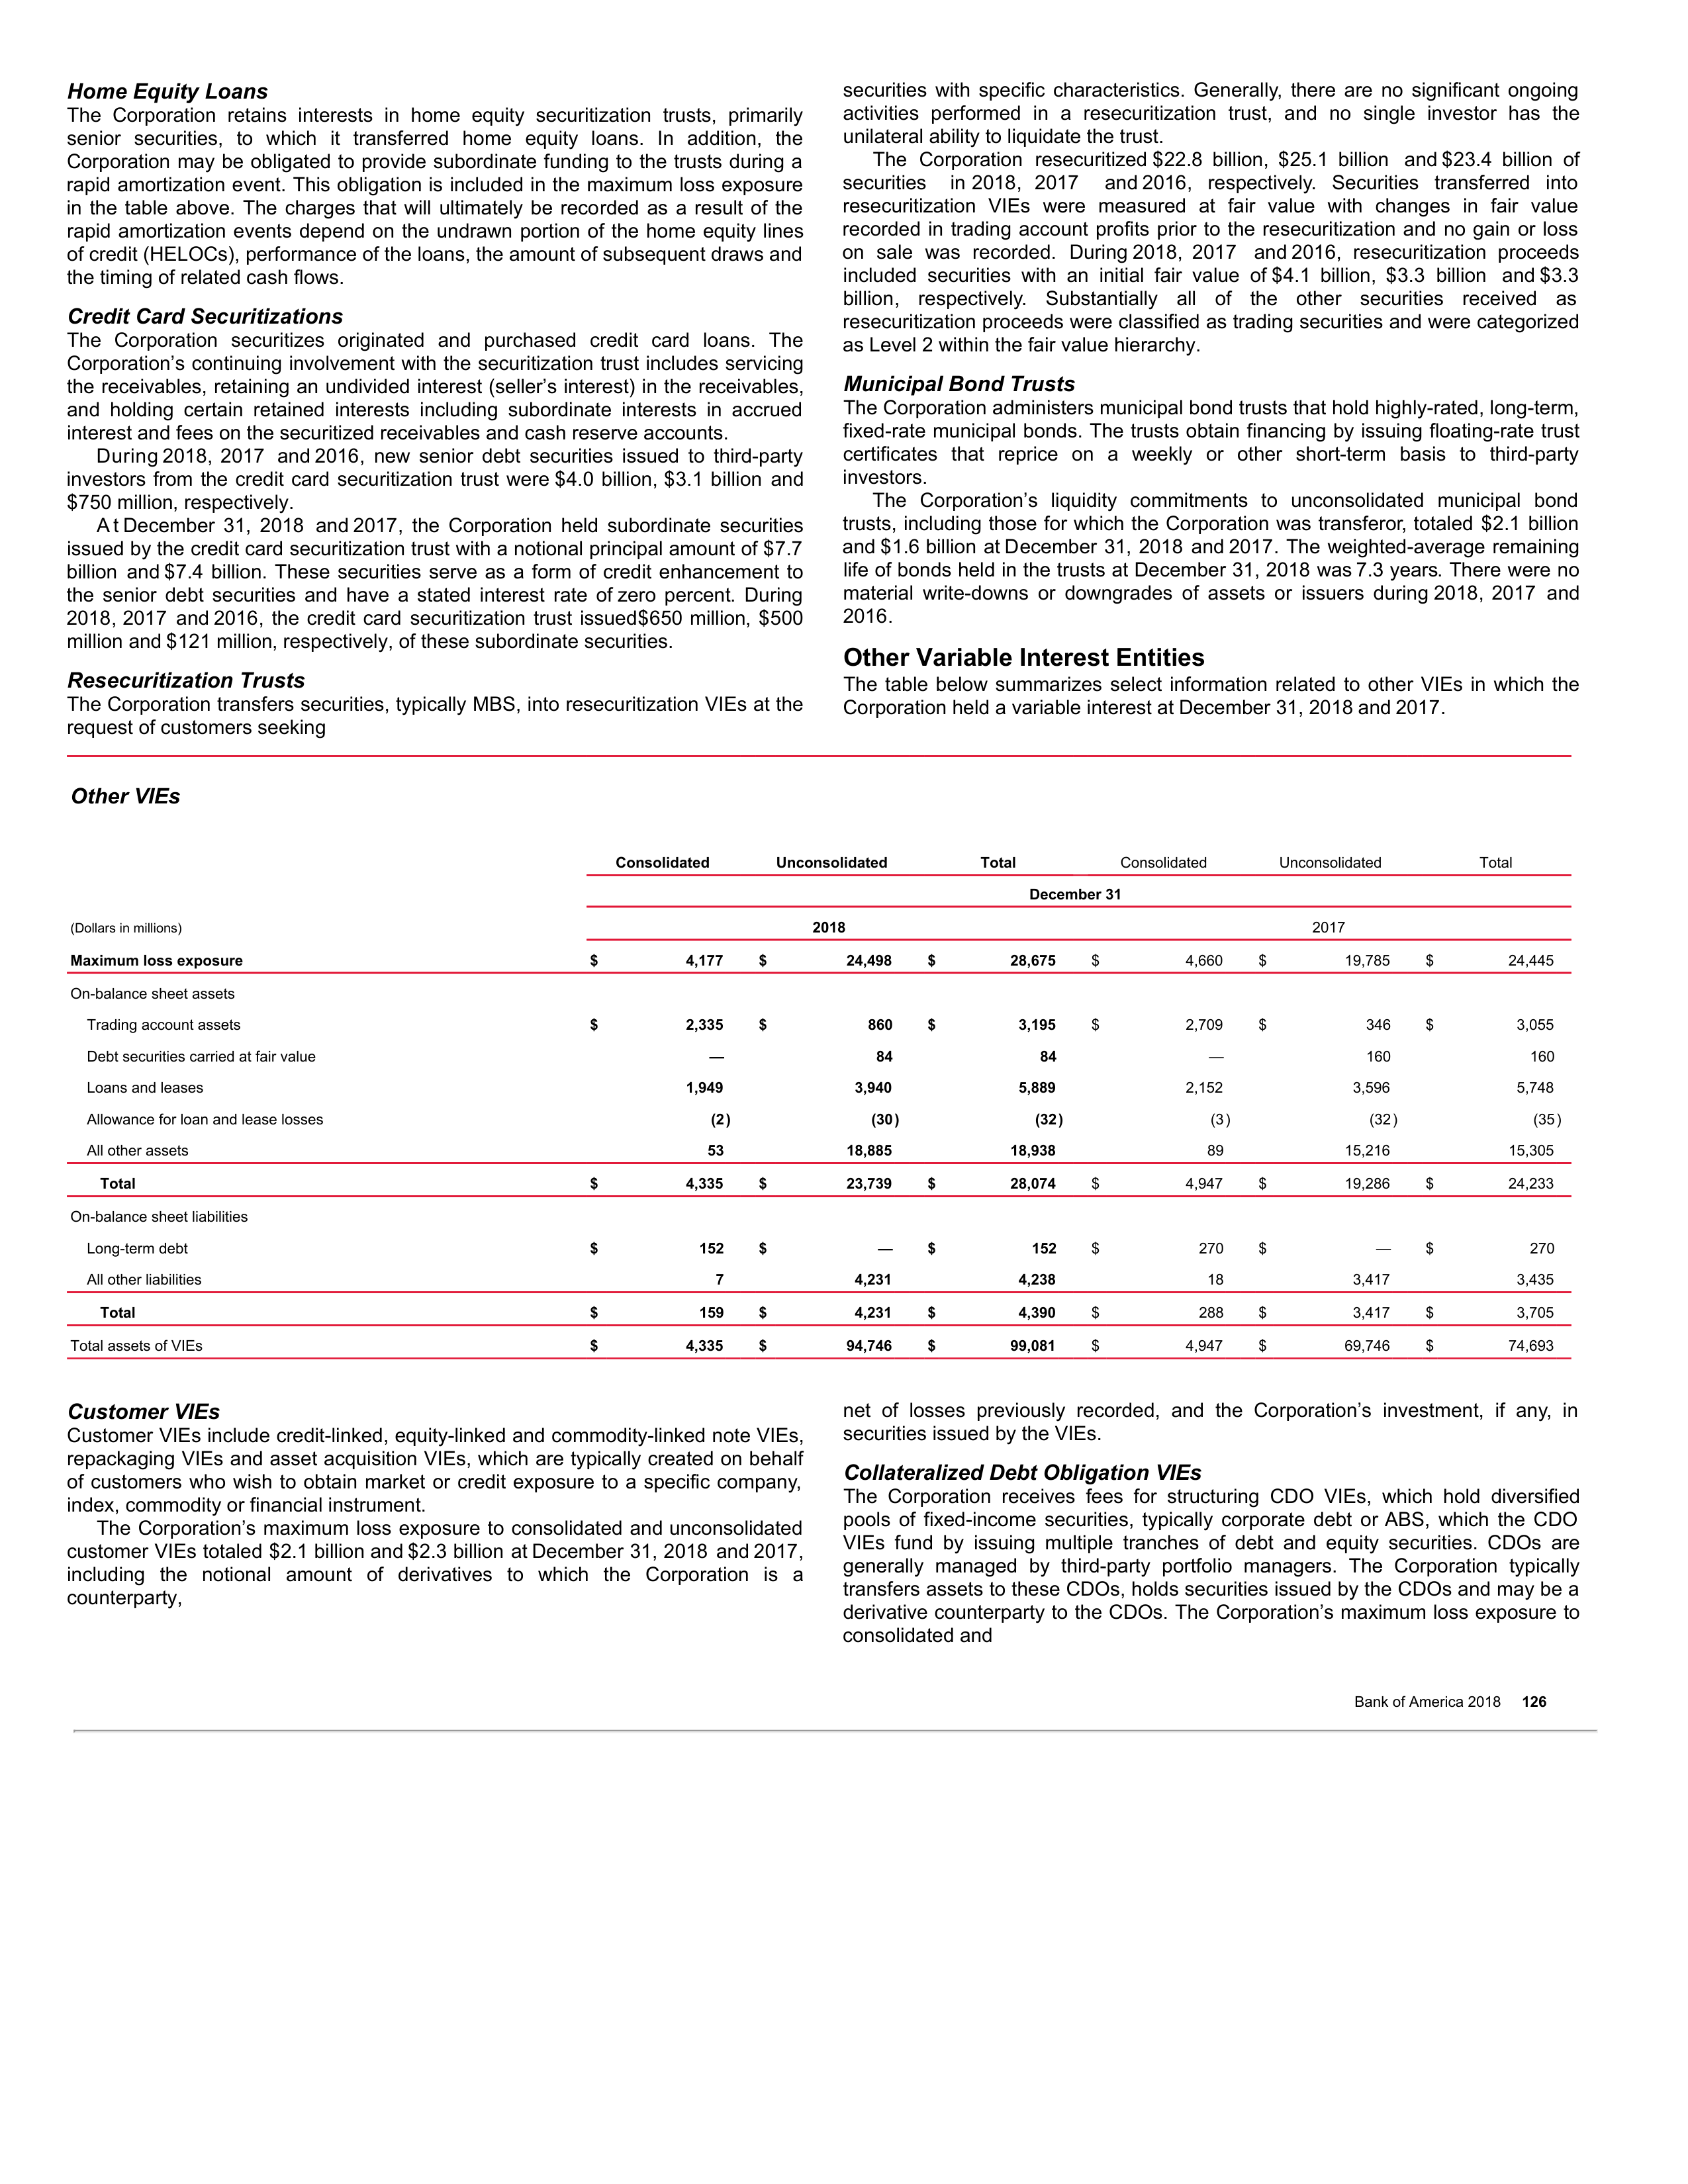 Home Equity Loans
The Corporation retains interests in home equity securitization trusts, primarily
senior securities, to which it transferred home equity loans. In addition, the
Corporation may be obligated to provide subordinate funding to the trusts during a
rapid amortization event. This obligation is included in the maximum loss exposure
in the table above. The charges that will ultimately be recorded as a result of the
rapid amortization events depend on the undrawn portion of the home equity lines
of credit (HELOCs), performance of the loans, the amount of subsequent draws and
the timing of related cash flows.
Credit Card Securitizations
The Corporation securitizes originated and purchased credit card loans. The
Corporation’s continuing involvement with the securitization trust includes servicing
the receivables, retaining an undivided interest (seller’s interest) in the receivables,
and holding certain retained interests including subordinate interests in accrued
interest and fees on the securitized receivables and cash reserve accounts.
During 2018, 2017 and 2016, new senior debt securities issued to third-party
investors from the credit card securitization trust were $4.0 billion, $3.1 billion and
$750 million, respectively.
At December 31, 2018 and 2017, the Corporation held subordinate securities
issued by the credit card securitization trust with a notional principal amount of $7.7
billion and $7.4 billion. These securities serve as a form of credit enhancement to
the senior debt securities and have a stated interest rate of zero percent. During
2018, 2017 and 2016, the credit card securitization trust issued$650 million, $500
million and $121 million, respectively, of these subordinate securities.
Resecuritization Trusts
The Corporation transfers securities, typically MBS, into resecuritization VIEs at the
request of customers seeking
securities with specific characteristics. Generally, there are no significant ongoing
activities performed in a resecuritization trust, and no single investor has the
unilateral ability to liquidate the trust.
The Corporation resecuritized $22.8 billion, $25.1 billion and $23.4 billion of
securities in 2018, 2017 and 2016, respectively. Securities transferred into
resecuritization VIEs were measured at fair value with changes in fair value
recorded in trading account profits prior to the resecuritization and no gain or loss
on sale was recorded. During 2018, 2017 and 2016, resecuritization proceeds
included securities with an initial fair value of $4.1 billion, $3.3 billion and $3.3
billion, respectively. Substantially all of the other securities received as
resecuritization proceeds were classified as trading securities and were categorized
as Level 2 within the fair value hierarchy.
Municipal Bond Trusts
The Corporation administers municipal bond trusts that hold highly-rated, long-term,
fixed-rate municipal bonds. The trusts obtain financing by issuing floating-rate trust
certificates that reprice on a weekly or other short-term basis to third-party
investors.
The Corporation’s liquidity commitments to unconsolidated municipal bond
trusts, including those for which the Corporation was transferor, totaled $2.1 billion
and $1.6 billion at December 31, 2018 and 2017. The weighted-average remaining
life of bonds held in the trusts at December 31, 2018 was 7.3 years. There were no
material write-downs or downgrades of assets or issuers during 2018, 2017 and
2016.
Other Variable Interest Entities
The table below summarizes select information related to other VIEs in which the
Corporation held a variable interest at December 31, 2018 and 2017.
Other VIEs
Consolidated Unconsolidated Total Consolidated Unconsolidated Total
December 31
(Dollars in millions) 2018 2017
Maximum loss exposure $ 4,177 $ 24,498 $ 28,675 $ 4,660 $ 19,785 $ 24,445
On-balance sheet assets
Trading account assets $ 2,335 $ 860 $ 3,195 $ 2,709 $ 346 $ 3,055
Debt securities carried at fair value — 84 84 — 160 160
Loans and leases 1,949 3,940 5,889 2,152 3,596 5,748
Allowance for loan and lease losses (2) (30) (32) (3) (32) (35)
All other assets 53 18,885 18,938 89 15,216 15,305
Total $ 4,335 $ 23,739 $ 28,074 $ 4,947 $ 19,286 $ 24,233
On-balance sheet liabilities
Long-term debt $ 152 $ — $ 152 $ 270 $ — $ 270
All other liabilities 7 4,231 4,238 18 3,417 3,435
Total $ 159 $ 4,231 $ 4,390 $ 288 $ 3,417 $ 3,705
Total assets of VIEs $ 4,335 $ 94,746 $ 99,081 $ 4,947 $ 69,746 $ 74,693
Customer VIEs
Customer VIEs include credit-linked, equity-linked and commodity-linked note VIEs,
repackaging VIEs and asset acquisition VIEs, which are typically created on behalf
of customers who wish to obtain market or credit exposure to a specific company,
index, commodity or financial instrument.
The Corporation’s maximum loss exposure to consolidated and unconsolidated
customer VIEs totaled $2.1 billion and $2.3 billion at December 31, 2018 and 2017,
including the notional amount of derivatives to which the Corporation is a
counterparty,
net of losses previously recorded, and the Corporation’s investment, if any, in
securities issued by the VIEs.
Collateralized Debt Obligation VIEs
The Corporation receives fees for structuring CDO VIEs, which hold diversified
pools of fixed-income securities, typically corporate debt or ABS, which the CDO
VIEs fund by issuing multiple tranches of debt and equity securities. CDOs are
generally managed by third-party portfolio managers. The Corporation typically
transfers assets to these CDOs, holds securities issued by the CDOs and may be a
derivative counterparty to the CDOs. The Corporation’s maximum loss exposure to
consolidated and
Bank of America 2018 126